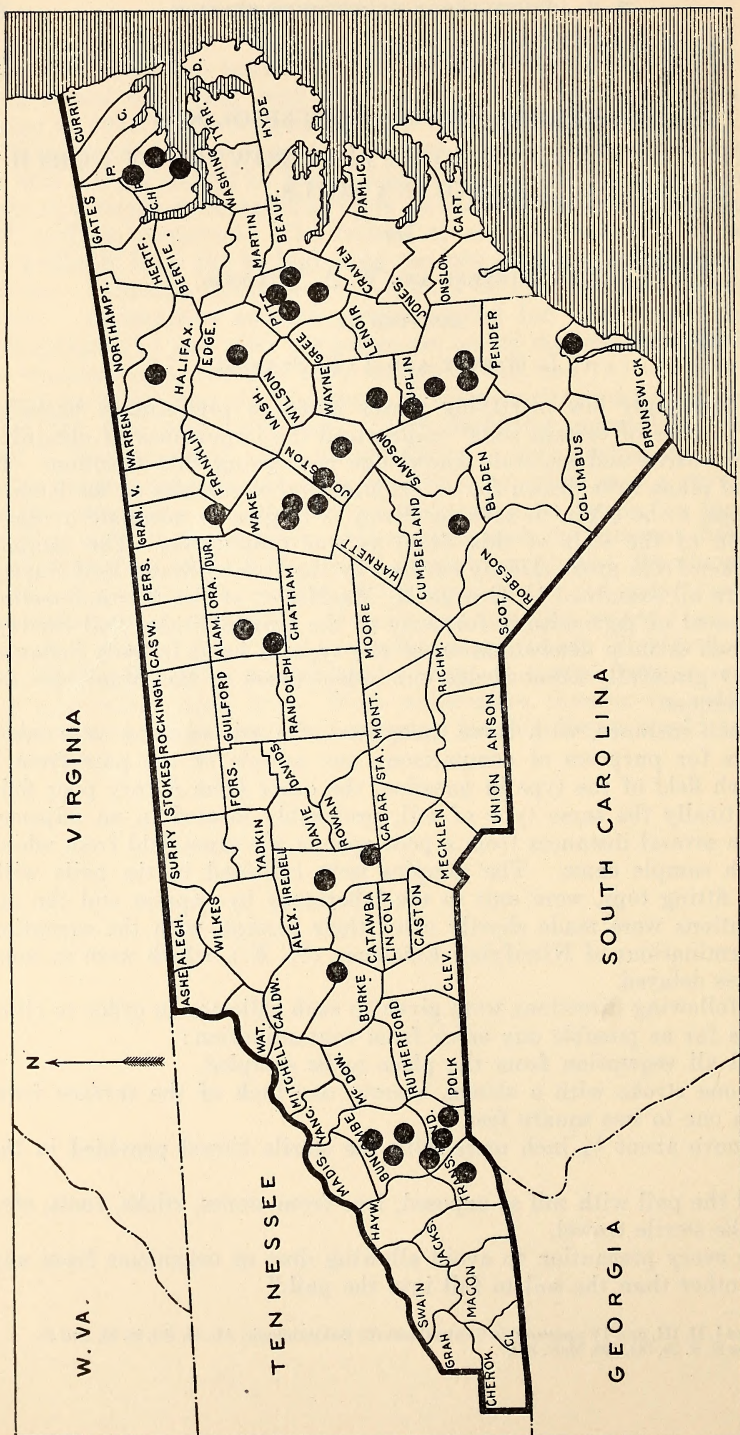 VIRGINIA
W. VA.
TENNESSEE
GEORGIA
SOUTH CAROLINA
N
CURRIT.
C.
P.
CH.
D.
GATES
HERTF.
BERTIE.
NORTHAMPT.
HALIFAX.
WARREN
V.
GRAN.
PERS.
CASW.
ROCKINGH.
STOKES
SURRY
ALEGH.
ASHE
WILKES
YADKIN
FORS.
GUILFORD
ALAM.
ORA.
DUR.
FRANKLIN
NASH.
EDGE.
MARTIN
WASHING
TYRR.
HYDE
BEAUF.
PITT
WILSON
WAKE
CHATHAM
RANDOLPH
DAVIDS
DAVIE
ROWAN
IREDELL
ALEX.
CALDW.
WAT.
MITCHELL
YANC.
MADIS.
BUNCOMBE
MC DOW.
BURKE
CATAWBA
LINCOLN
GASTON
CABAR
STA.
MONT.
MOORE
HARNETT
JOHNSTON
WAYNE
GREE
LENOIR
CRAVEN
PAMLICO
CART.
JONES.
ONSLOW
DUPLIN
SAMPSON
CUMBERLAND
RICHM.
SCOT.
ROBESON
BLADEN
PENDER
COLUMBUS
BRUNSWICK
ANSON
UNION
MECKLEN
CLEV.
RUTHERFORD
POLK
HAYW.
JACKS
SWAIN
MACON
GRAH
CHEROK.
CL